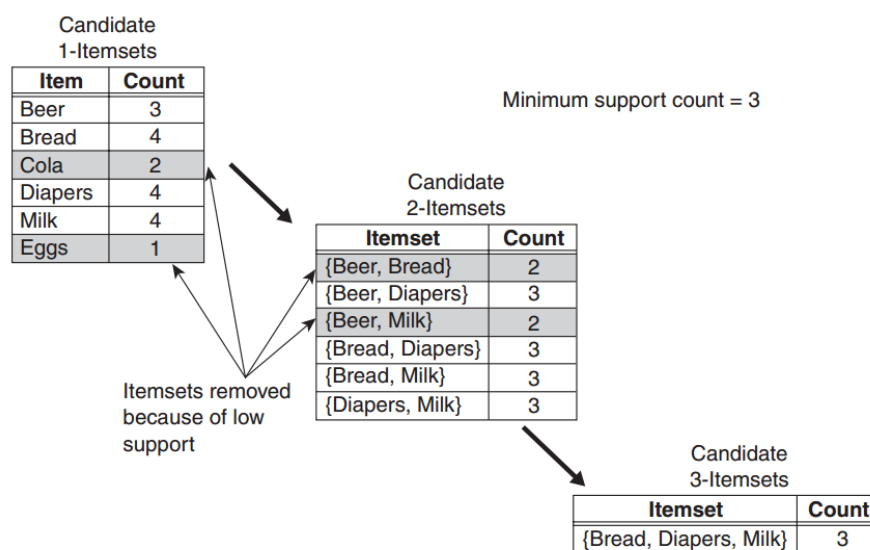 Candidate
1-Itemsets
Item Count
Beer 3
Bread 4
Cola 2
Diapers 4
Milk 4
Eggs 1
Minimum support count = 3
Candidate
2-Itemsets
Itemset Count
{Beer, Bread} 2
{Beer, Diapers} 3
{Beer, Milk} 2
{Bread, Diapers} 3
{Bread, Milk} 3
{Diapers, Milk} 3
Itemsets removed
because of low
support
Candidate
3-Itemsets
Itemset Count
{Bread, Diapers, Milk} 3